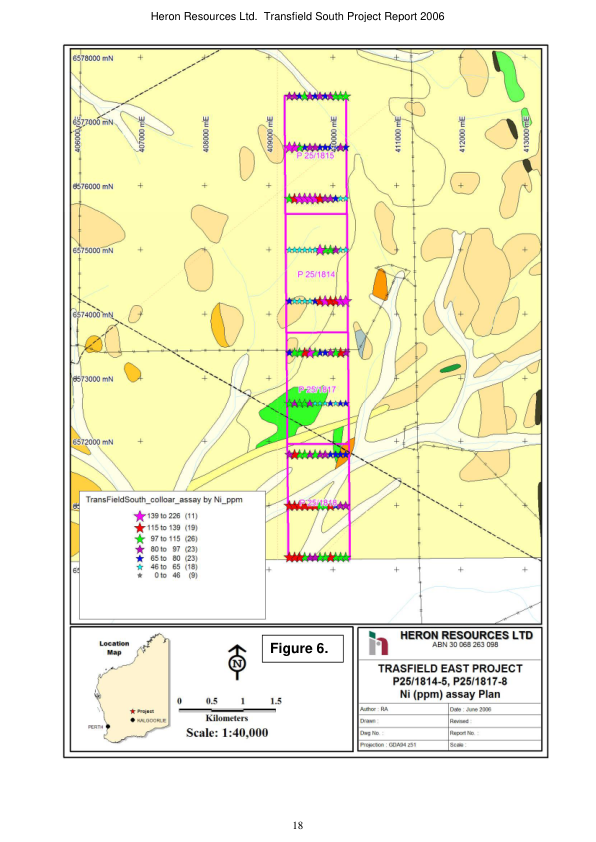 Heron Resources Ltd.  Transfield South Project Report 2006
6578000 mN
6577000 mN
6576000 mN
6575000 mN
6574000 mN
6573000 mN
6572000 mN
406000 mE
407000 mE
408000 mE
409000 mE
411000 mE
412000 mE
413000 mE
P 25/1815
P 25/1814
P 25/1817
TransFieldSouth_colloar_assay by Ni_ppm
139 to 226 (11)
115 to 139 (19)
97 to 115 (26)
80 to 97 (23)
65 to 80 (23)
46 to 65 (18)
0 to 46 (9)
Location
Map
Project
KALGOORLIE
PERTH
N
Figure 6.
0 0.5 1 1.5
Kilometers
Scale: 1:40,000
HERON RESOURCES LTD
ABN 30 068 263 098
TRASFIELD EAST PROJECT
P25/1814-5, P25/1817-8
Ni (ppm) assay Plan
Author : RA
Date : June 2006
Drawn :
Revised :
Dwg No. :
Report No. :
Projection : GDA94 z51
Scale :
18